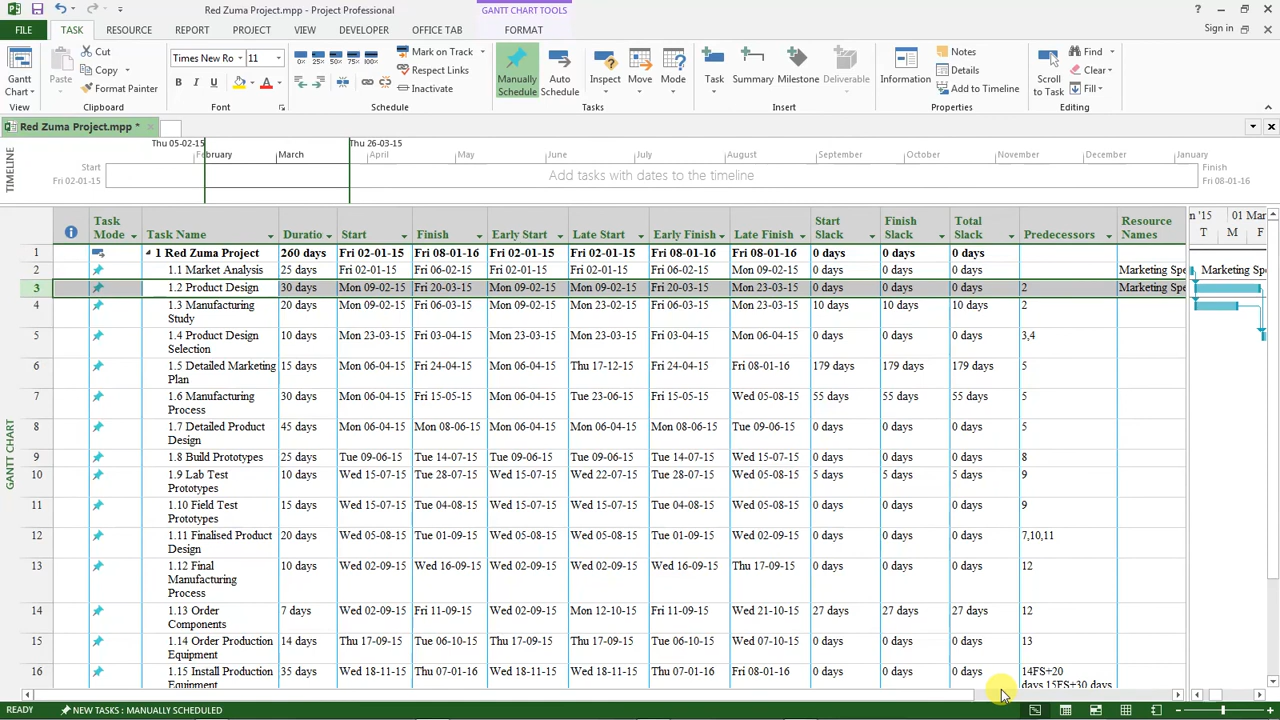 Red Zuma Project.mpp - Project Professional
GANTT CHART TOOLS
FILE TASK RESOURCE REPORT PROJECT VIEW DEVELOPER OFFICE TAB FORMAT Sign in
Gantt Chart View
Paste Cut Copy Format Painter Clipboard
Times New Ro 11 B I U A Font
Mark on Track Respect Links Inactivate Schedule
Manually Schedule Auto Schedule Inspect Move Mode Tasks
Task Summary Milestone Deliverable Insert
Information Notes Details Add to Timeline Properties
Scroll to Task Find Clear Fill Editing
Red Zuma Project.mpp *
TIMELINE
Thu 05-02-15 Thu 26-03-15
February March April May June July August September October November December January
Start Fri 02-01-15
Add tasks with dates to the timeline
Finish Fri 08-01-16
GANTT CHART
Task Mode Task Name Duratio Start Finish Early Start Late Start Early Finish Late Finish Start Slack Finish Slack Total Slack Predecessors Resource Names
n '15 01 Mar
T M F
1 1 Red Zuma Project 260 days Fri 02-01-15 Fri 08-01-16 Fri 02-01-15 Fri 02-01-15 Fri 08-01-16 Fri 08-01-16 0 days 0 days 0 days
2 1.1 Market Analysis 25 days Fri 02-01-15 Fri 06-02-15 Fri 02-01-15 Fri 02-01-15 Fri 06-02-15 Mon 09-02-15 0 days 0 days 0 days Marketing Spe Marketing Sp
3 1.2 Product Design 30 days Mon 09-02-15 Fri 20-03-15 Mon 09-02-15 Mon 09-02-15 Fri 20-03-15 Mon 23-03-15 0 days 0 days 0 days 2 Marketing Spe
4 1.3 Manufacturing Study 20 days Mon 09-02-15 Fri 06-03-15 Mon 09-02-15 Mon 23-02-15 Fri 06-03-15 Mon 23-03-15 10 days 10 days 10 days 2
5 1.4 Product Design Selection 10 days Mon 23-03-15 Fri 03-04-15 Mon 23-03-15 Mon 23-03-15 Fri 03-04-15 Mon 06-04-15 0 days 0 days 0 days 3,4
6 1.5 Detailed Marketing Plan 15 days Mon 06-04-15 Fri 24-04-15 Mon 06-04-15 Thu 17-12-15 Fri 24-04-15 Fri 08-01-16 179 days 179 days 179 days 5
7 1.6 Manufacturing Process 30 days Mon 06-04-15 Fri 15-05-15 Mon 06-04-15 Tue 23-06-15 Fri 15-05-15 Wed 05-08-15 55 days 55 days 55 days 5
8 1.7 Detailed Product Design 45 days Mon 06-04-15 Mon 08-06-15 Mon 06-04-15 Mon 06-04-15 Mon 08-06-15 Tue 09-06-15 0 days 0 days 0 days 5
9 1.8 Build Prototypes 25 days Tue 09-06-15 Tue 14-07-15 Tue 09-06-15 Tue 09-06-15 Tue 14-07-15 Wed 15-07-15 0 days 0 days 0 days 8
10 1.9 Lab Test Prototypes 10 days Wed 15-07-15 Tue 28-07-15 Wed 15-07-15 Wed 22-07-15 Tue 28-07-15 Wed 05-08-15 5 days 5 days 5 days 9
11 1.10 Field Test Prototypes 15 days Wed 15-07-15 Tue 04-08-15 Wed 15-07-15 Wed 15-07-15 Tue 04-08-15 Wed 05-08-15 0 days 0 days 0 days 9
12 1.11 Finalised Product Design 20 days Wed 05-08-15 Tue 01-09-15 Wed 05-08-15 Wed 05-08-15 Tue 01-09-15 Wed 02-09-15 0 days 0 days 0 days 7,10,11
13 1.12 Final Manufacturing Process 10 days Wed 02-09-15 Wed 16-09-15 Wed 02-09-15 Wed 02-09-15 Wed 16-09-15 Thu 17-09-15 0 days 0 days 0 days 12
14 1.13 Order Components 7 days Wed 02-09-15 Fri 11-09-15 Wed 02-09-15 Mon 12-10-15 Fri 11-09-15 Wed 21-10-15 27 days 27 days 27 days 12
15 1.14 Order Production Equipment 14 days Thu 17-09-15 Tue 06-10-15 Thu 17-09-15 Thu 17-09-15 Tue 06-10-15 Wed 07-10-15 0 days 0 days 0 days 13
16 1.15 Install Production Equipment 35 days Wed 18-11-15 Thu 07-01-16 Wed 18-11-15 Wed 18-11-15 Thu 07-01-16 Fri 08-01-16 0 days 0 days 0 days 14FS+20 days,15FS+30 days
READY NEW TASKS : MANUALLY SCHEDULED